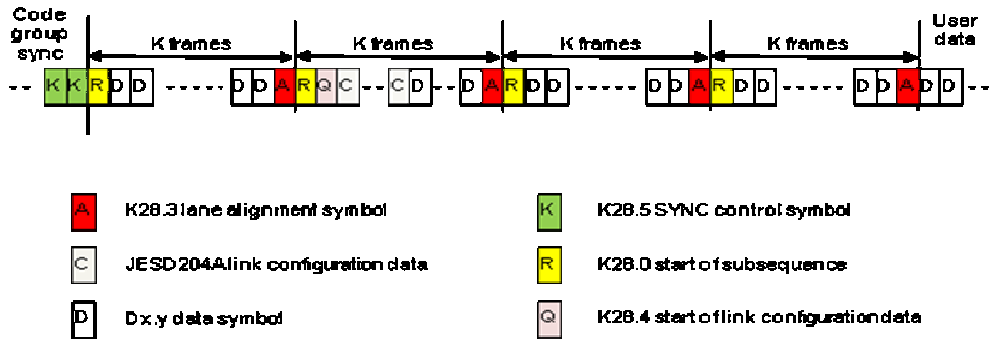 Code group sync
User data
K frames K frames K frames K frames
K K R D D D D A R Q C C D D A R D D D D A R D D D D A D D
A K28.3 lane alignment symbol
K K28.5 SYNC control symbol
C JESD204A link configuration data
R K28.0 start of subsequence
D Dx.y data symbol
Q K28.4 start of link configuration data